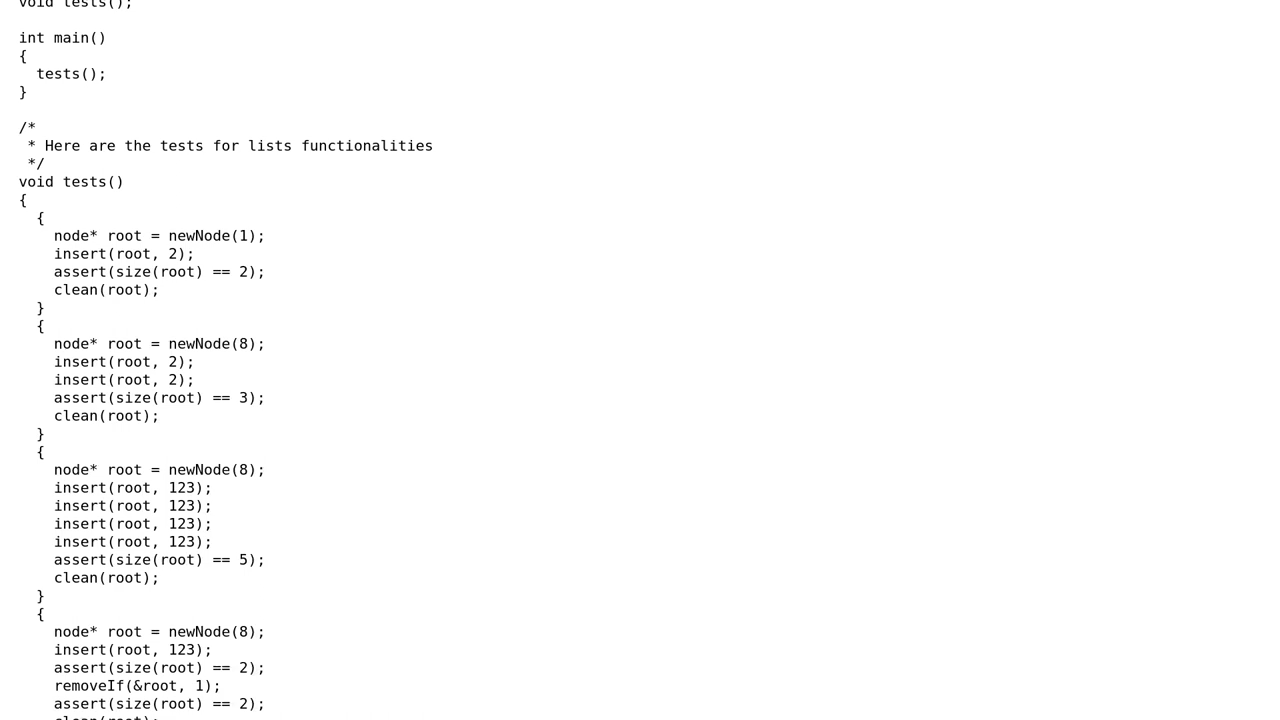 void tests();
int main()
{
  tests();
}
/*
 * Here are the tests for lists functionalities
 */
void tests()
{
  {
    node* root = newNode(1);
    insert(root, 2);
    assert(size(root) == 2);
    clean(root);
  }
  {
    node* root = newNode(8);
    insert(root, 2);
    insert(root, 2);
    assert(size(root) == 3);
    clean(root);
  }
  {
    node* root = newNode(8);
    insert(root, 123);
    insert(root, 123);
    insert(root, 123);
    insert(root, 123);
    assert(size(root) == 5);
    clean(root);
  }
  {
    node* root = newNode(8);
    insert(root, 123);
    assert(size(root) == 2);
    removeIf(&root, 1);
    assert(size(root) == 2);
    clean(root);